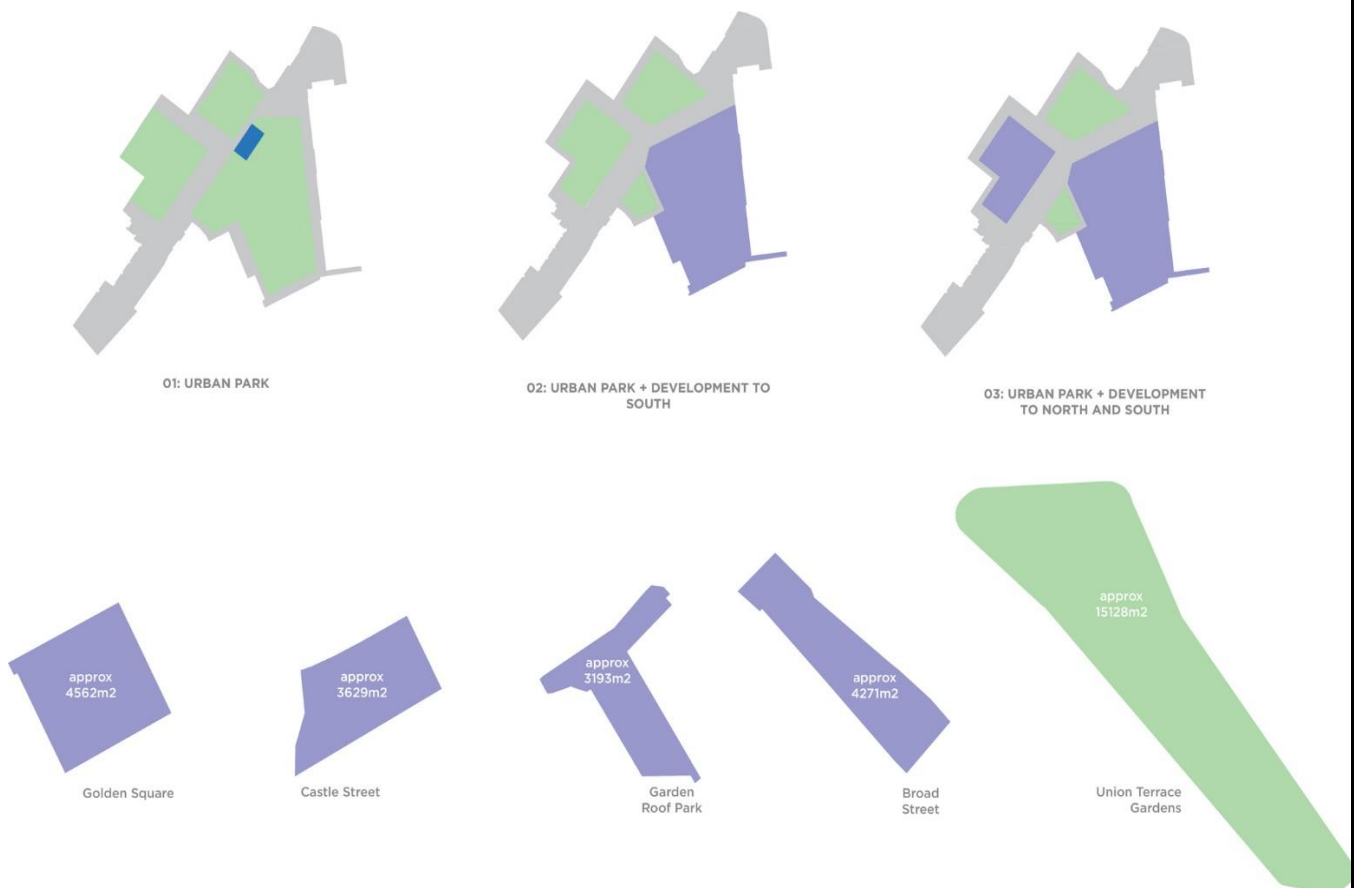 01: URBAN PARK
02: URBAN PARK + DEVELOPMENT TO
SOUTH
03: URBAN PARK + DEVELOPMENT
TO NORTH AND SOUTH
approx
4562m2
Golden Square
approx
3629m2
Castle Street
approx
3193m2
Garden
Roof Park
approx
4271m2
Broad
Street
approx
15128m2
Union Terrace
Gardens